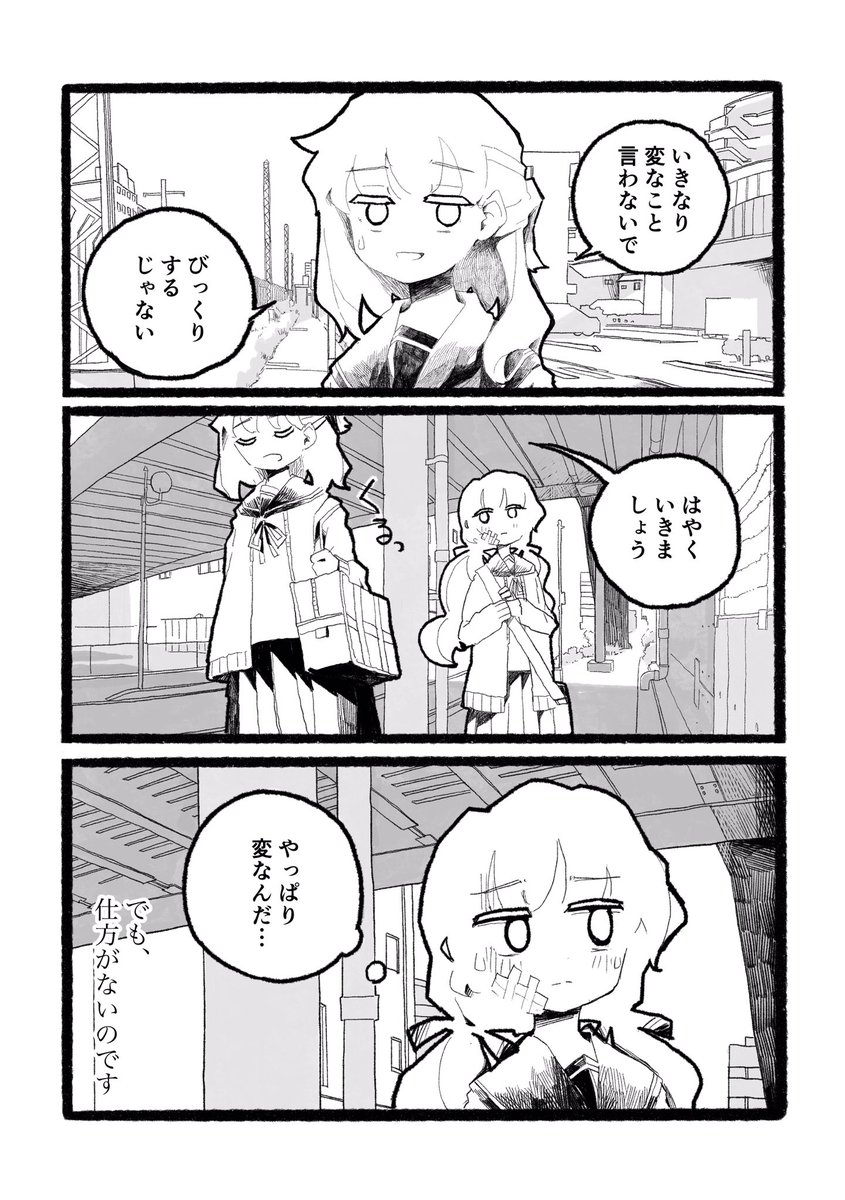 いきなり
変なこと
言わないで
びっくり
する
じゃない
はやく
いきま
しょう
くるっ
やっぱり
変なんだ…
でも、
仕方がないのです